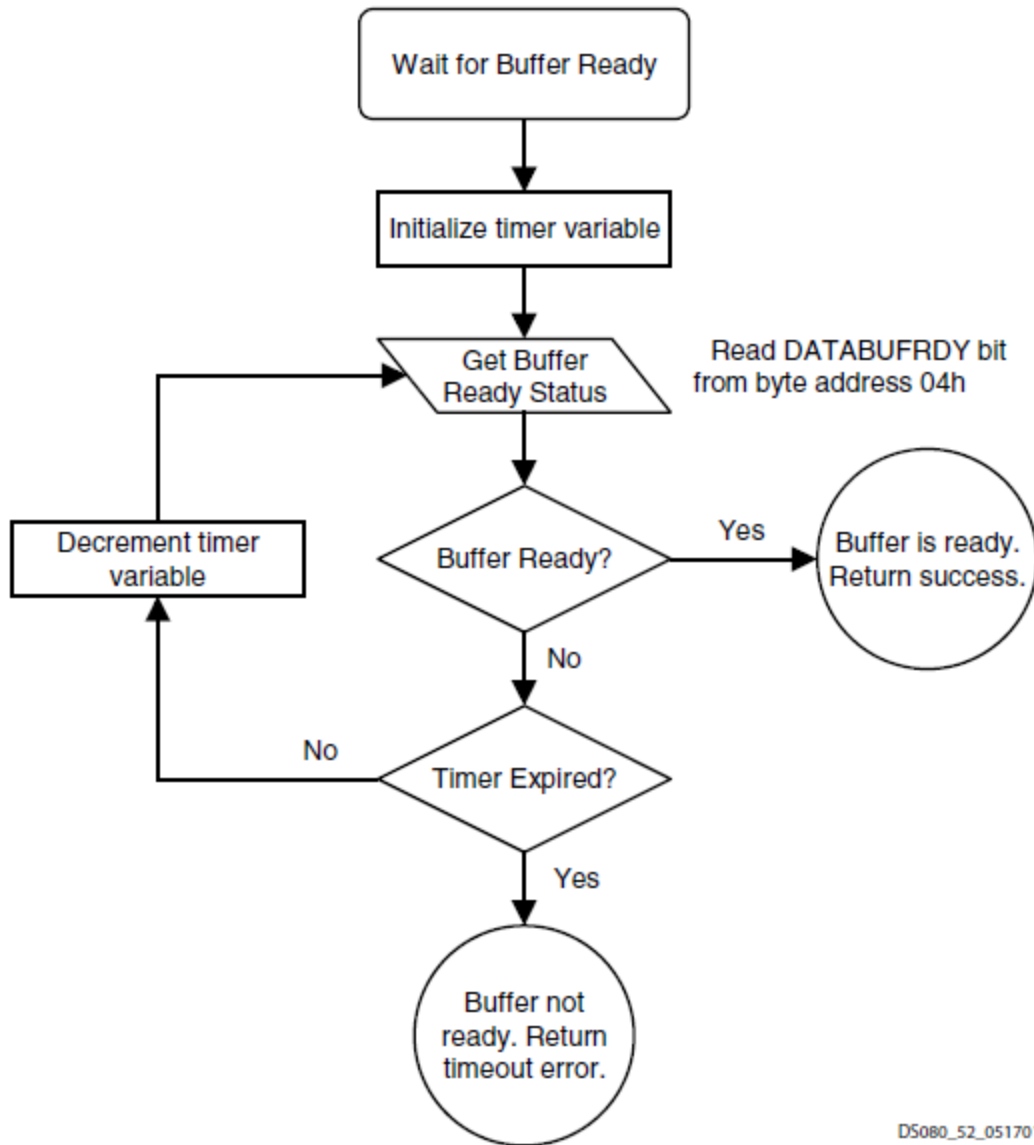 Wait for Buffer Ready
Initialize timer variable
Get Buffer
Ready Status
Read DATABUFRDY bit
from byte address 04h
Decrement timer
variable
Buffer Ready?
Yes
Buffer is ready.
Return success.
No
No
Timer Expired?
Yes
Buffer not
ready. Return
timeout error.
DS080_52_05170